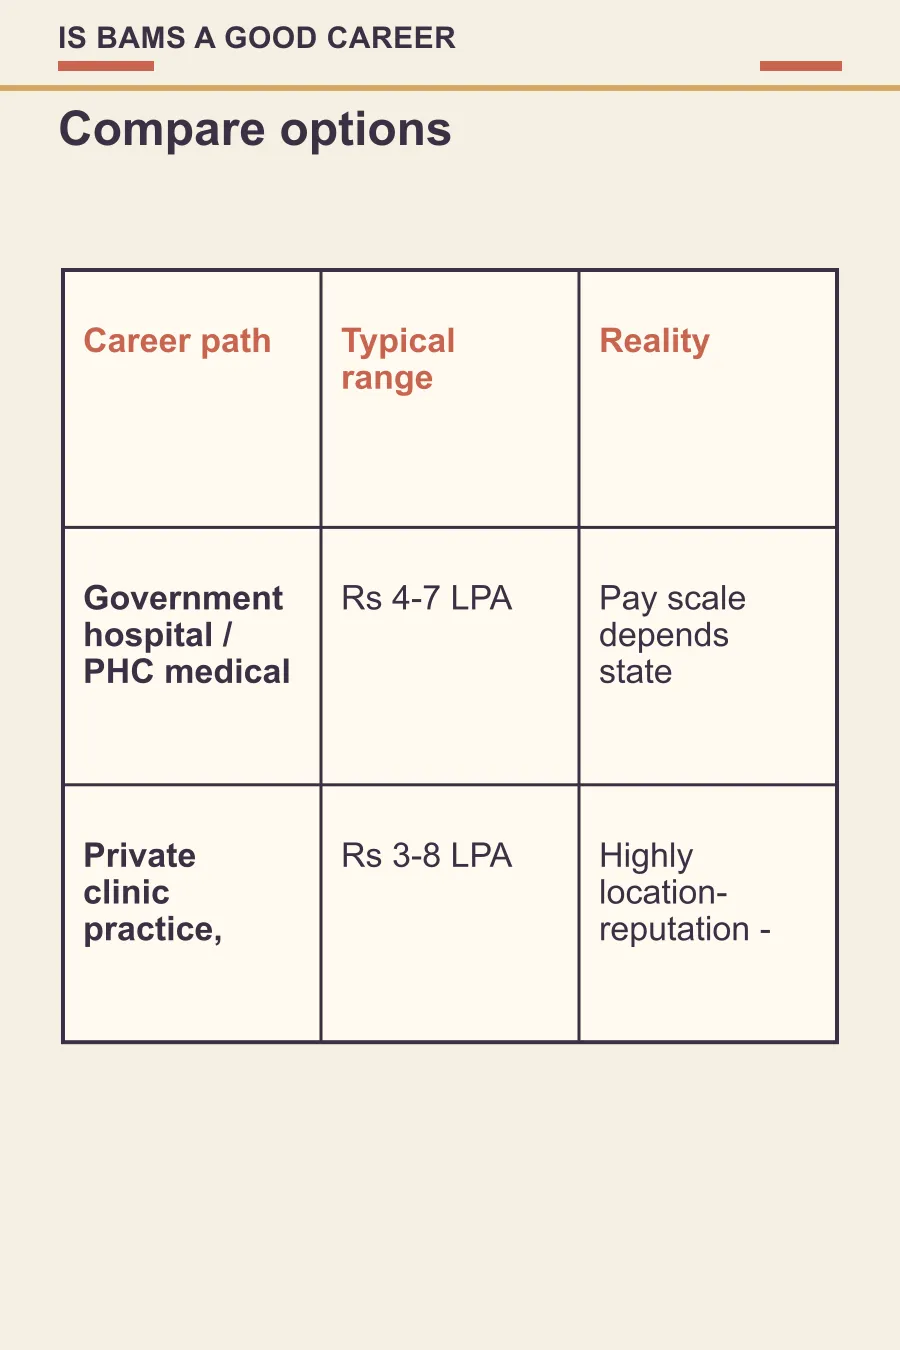 IS BAMS A GOOD CAREER
Compare options
Career path
Typical
range
Reality
Government
hospital /
PHC medical
Rs 4-7 LPA
Pay scale
depends
state
Private
clinic
practice,
Rs 3-8 LPA
Highly
location-
reputation -